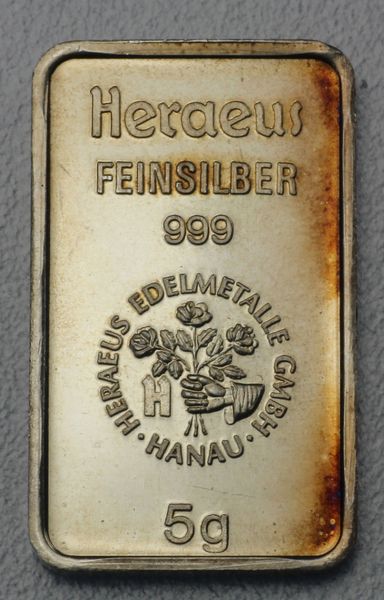 Heraeus
FEINSILBER
999
HERAEUS EDELMETALLE GMBH
H
· HANAU ·
5g